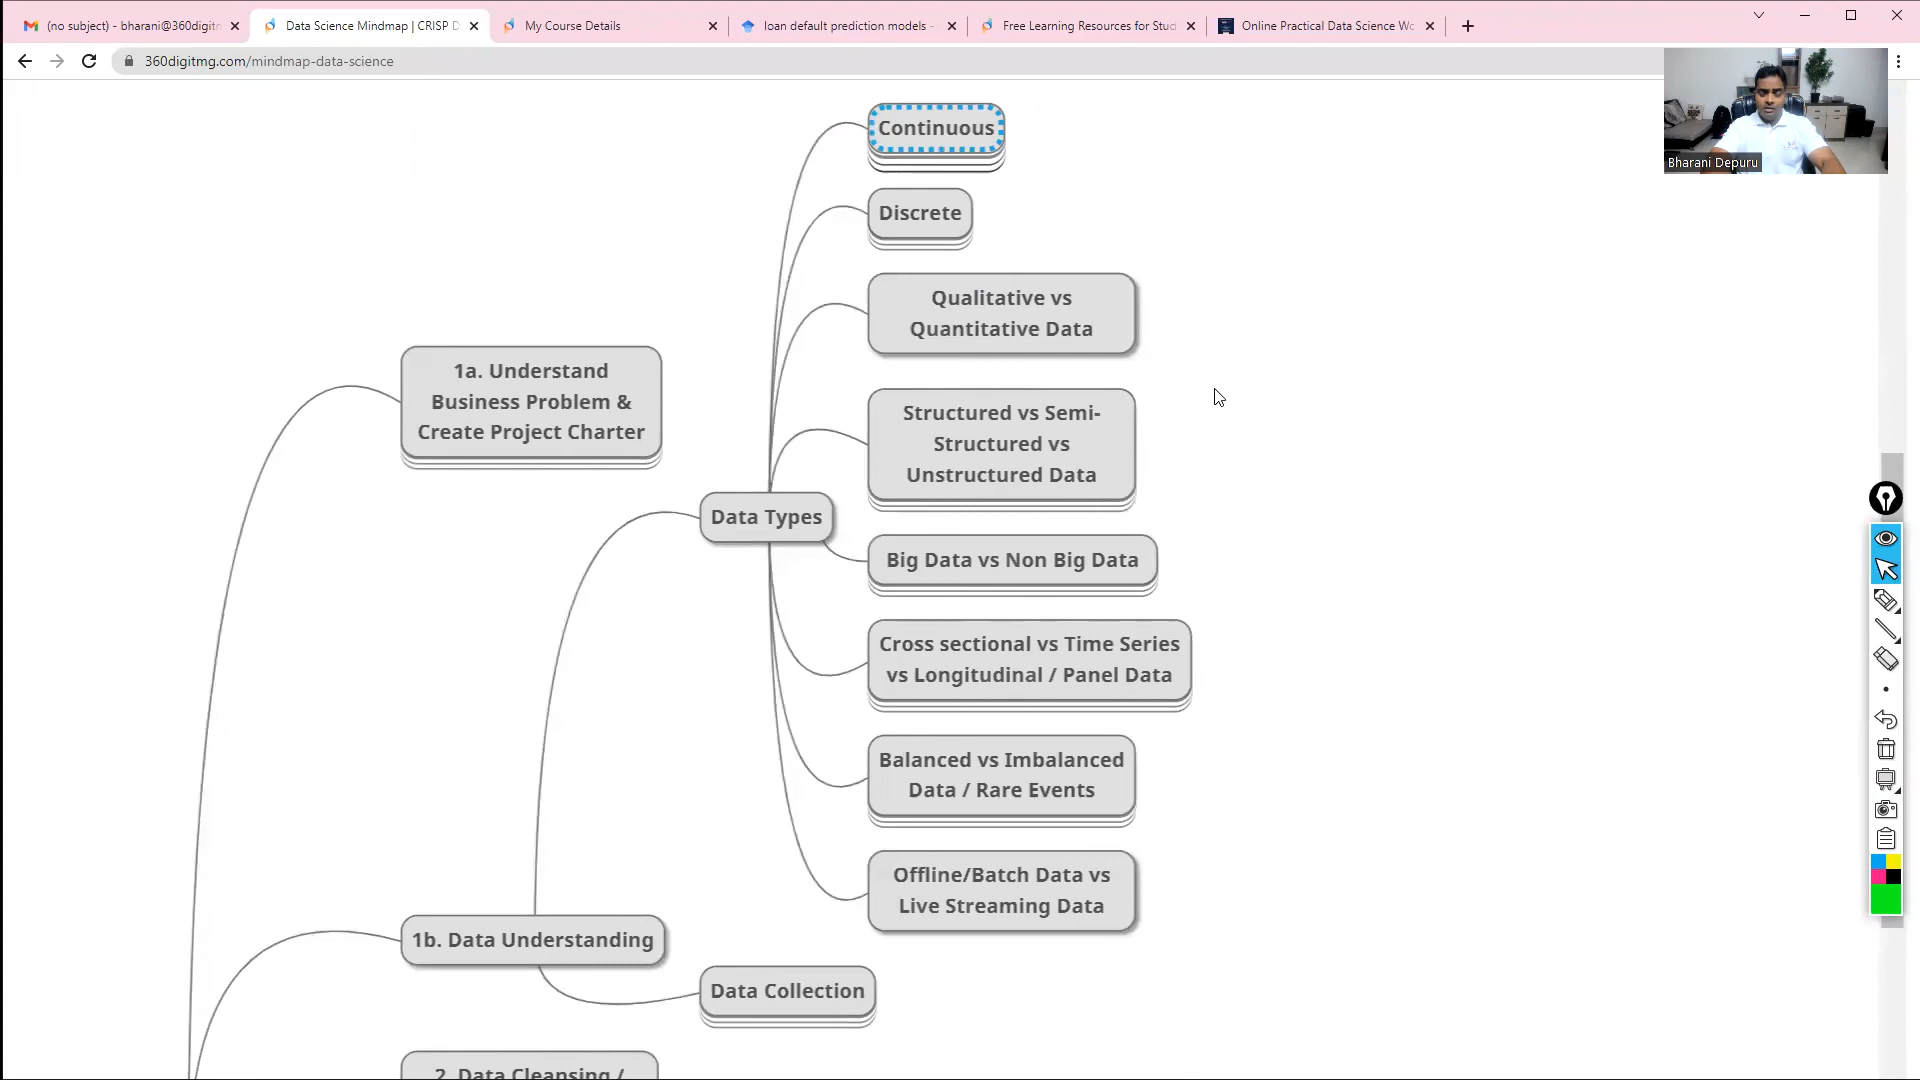 (no subject) - bharani@360digitm
Data Science Mindmap | CRISP D
My Course Details
loan default prediction models -
Free Learning Resources for Stud
Online Practical Data Science Wo
360digitmg.com/mindmap-data-science
Bharani Depuru
Continuous
Discrete
Qualitative vs
Quantitative Data
1a. Understand
Business Problem &
Create Project Charter
Structured vs Semi-
Structured vs
Unstructured Data
Data Types
Big Data vs Non Big Data
Cross sectional vs Time Series
vs Longitudinal / Panel Data
Balanced vs Imbalanced
Data / Rare Events
Offline/Batch Data vs
Live Streaming Data
1b. Data Understanding
Data Collection
2. Data Cleansing /